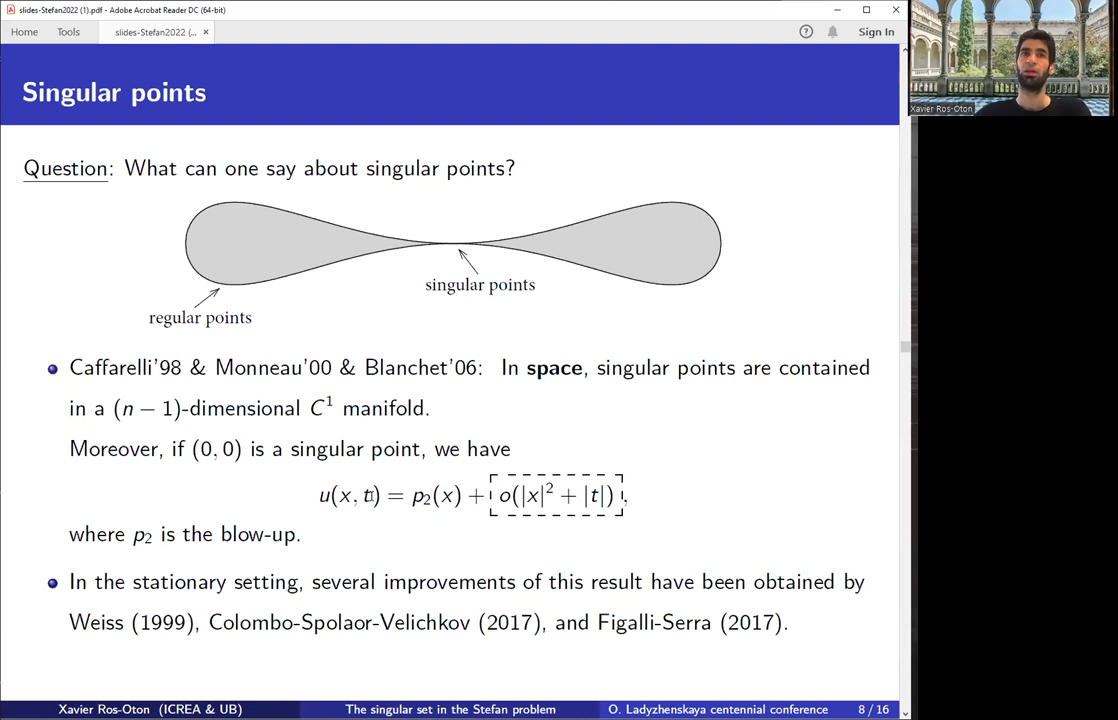 slides-Stefan2022 (1).pdf - Adobe Acrobat Reader DC (64-bit)
Home Tools slides-Stefan2022 (... × Sign In
Singular points
Xavier Ros-Oton
Question: What can one say about singular points?
singular points
regular points
Caffarelli'98 & Monneau'00 & Blanchet'06: In space, singular points are contained
in a (n − 1)-dimensional C¹ manifold.
Moreover, if (0, 0) is a singular point, we have
u(x, t) = p₂(x) + o(|x|² + |t|),
where p₂ is the blow-up.
In the stationary setting, several improvements of this result have been obtained by
Weiss (1999), Colombo-Spolaor-Velichkov (2017), and Figalli-Serra (2017).
Xavier Ros-Oton (ICREA & UB) The singular set in the Stefan problem O. Ladyzhenskaya centennial conference 8 / 16